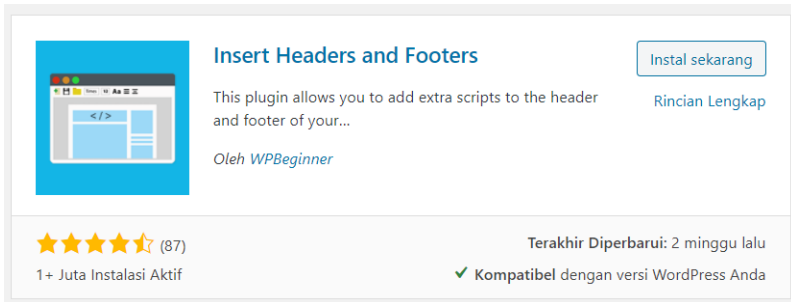 Insert Headers and Footers
Instal sekarang
This plugin allows you to add extra scripts to the header
and footer of your...
Rincian Lengkap
Oleh WPBeginner
(87)
Terakhir Diperbarui: 2 minggu lalu
1+ Juta Instalasi Aktif
Kompatibel dengan versi WordPress Anda